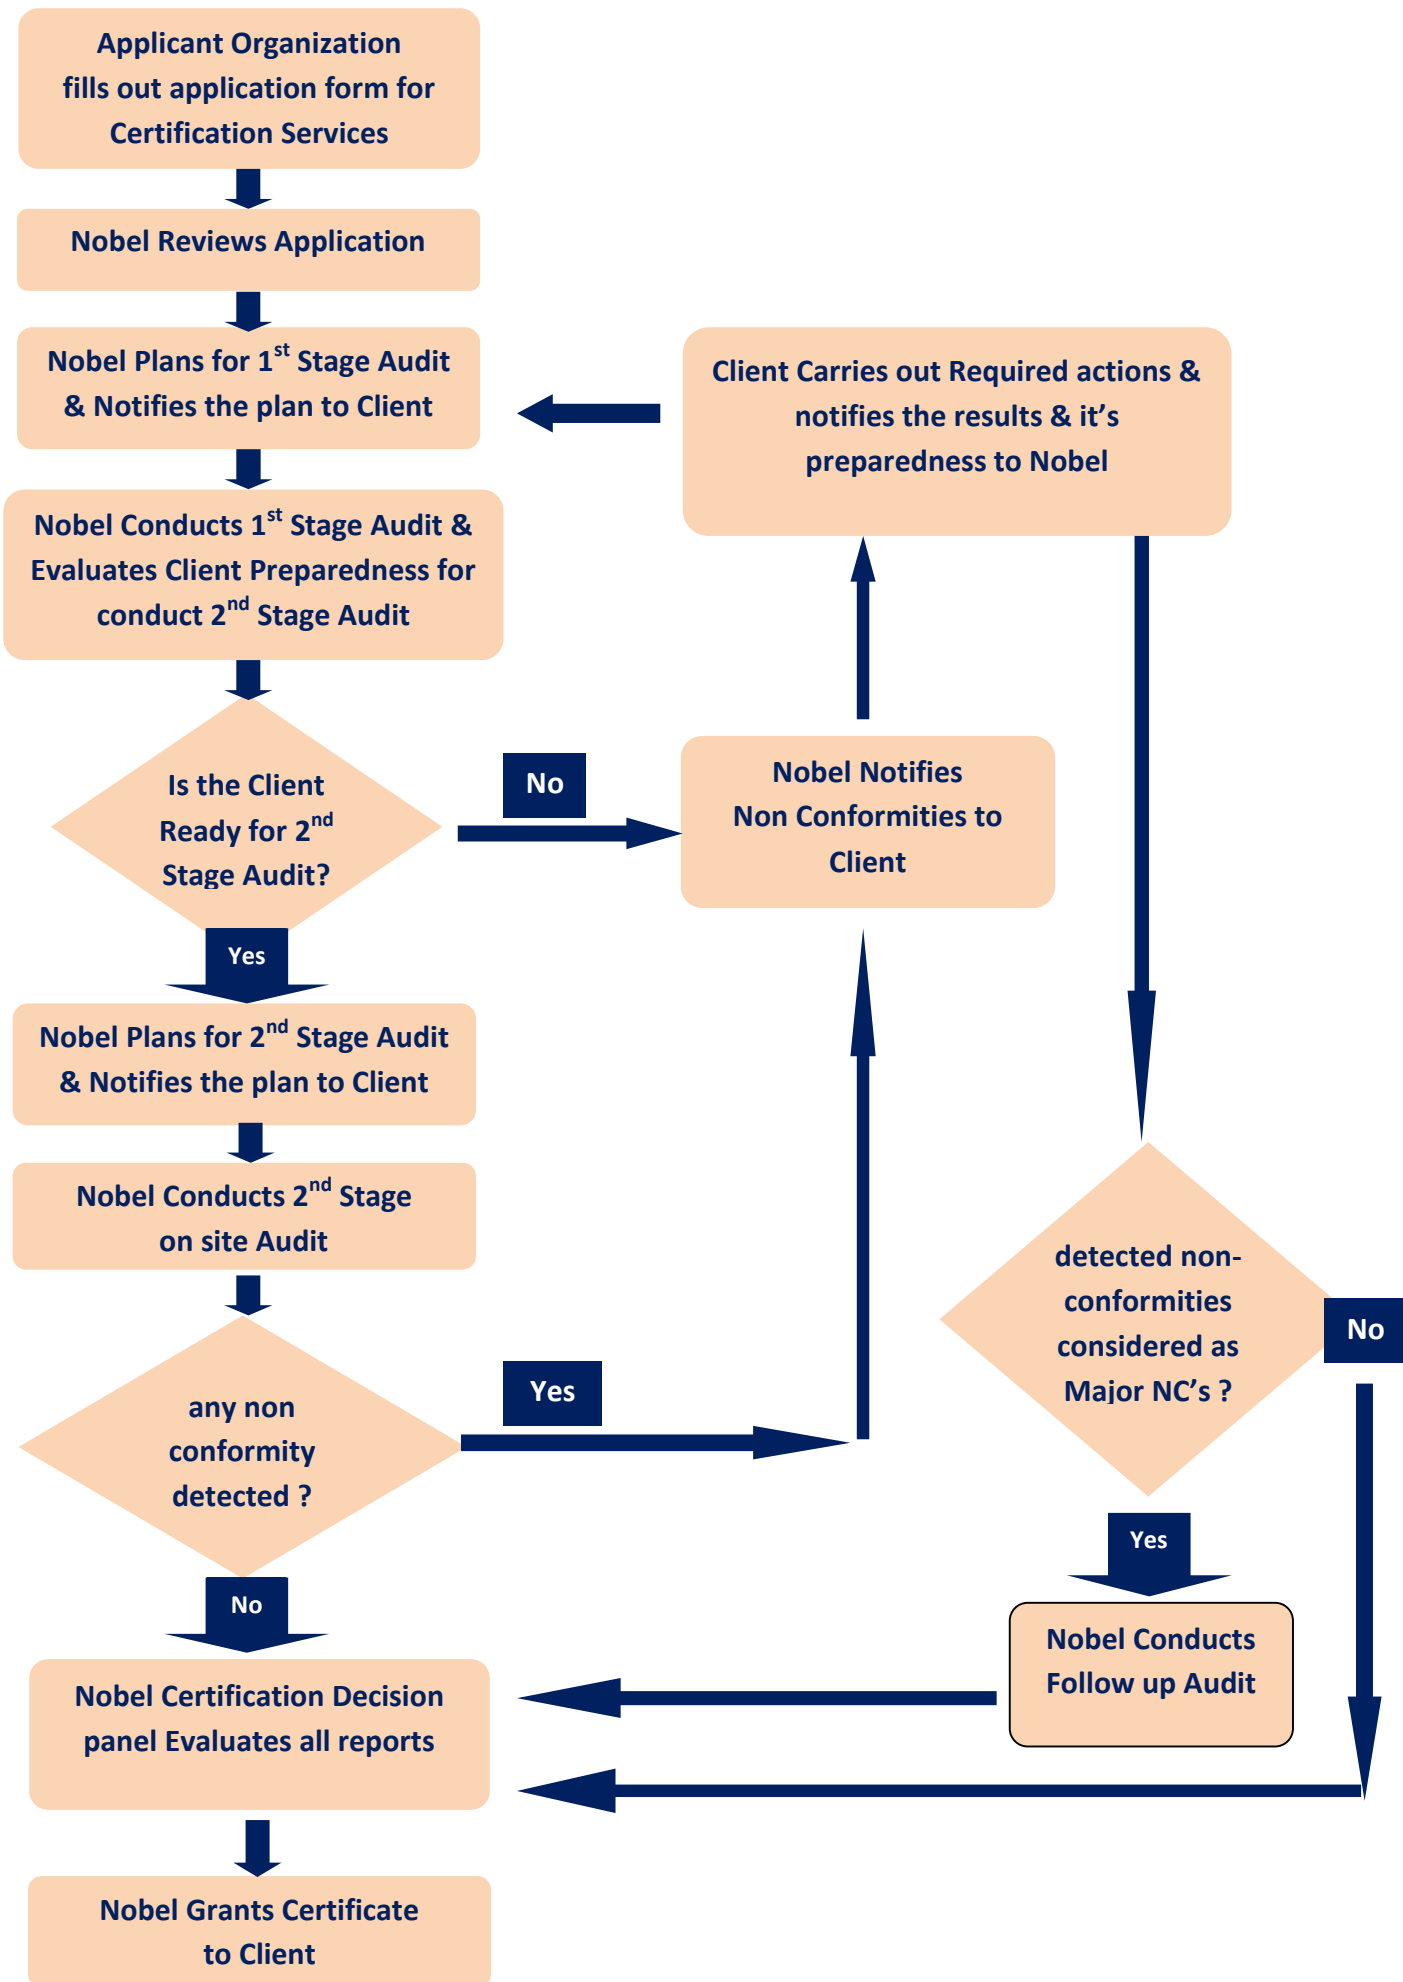 Applicant Organization
fills out application form for
Certification Services
Nobel Reviews Application
Nobel Plans for 1st Stage Audit
& Notifies the plan to Client
Client Carries out Required actions &
notifies the results & it’s
preparedness to Nobel
Nobel Conducts 1st Stage Audit &
Evaluates Client Preparedness for
conduct 2nd Stage Audit
Is the Client
Ready for 2nd
Stage Audit?
No
Nobel Notifies
Non Conformities to
Client
Yes
Nobel Plans for 2nd Stage Audit
& Notifies the plan to Client
Nobel Conducts 2nd Stage
on site Audit
any non
conformity
detected ?
Yes
detected non-
conformities
considered as
Major NC’s ?
No
Yes
No
Nobel Conducts
Follow up Audit
Nobel Certification Decision
panel Evaluates all reports
Nobel Grants Certificate
to Client